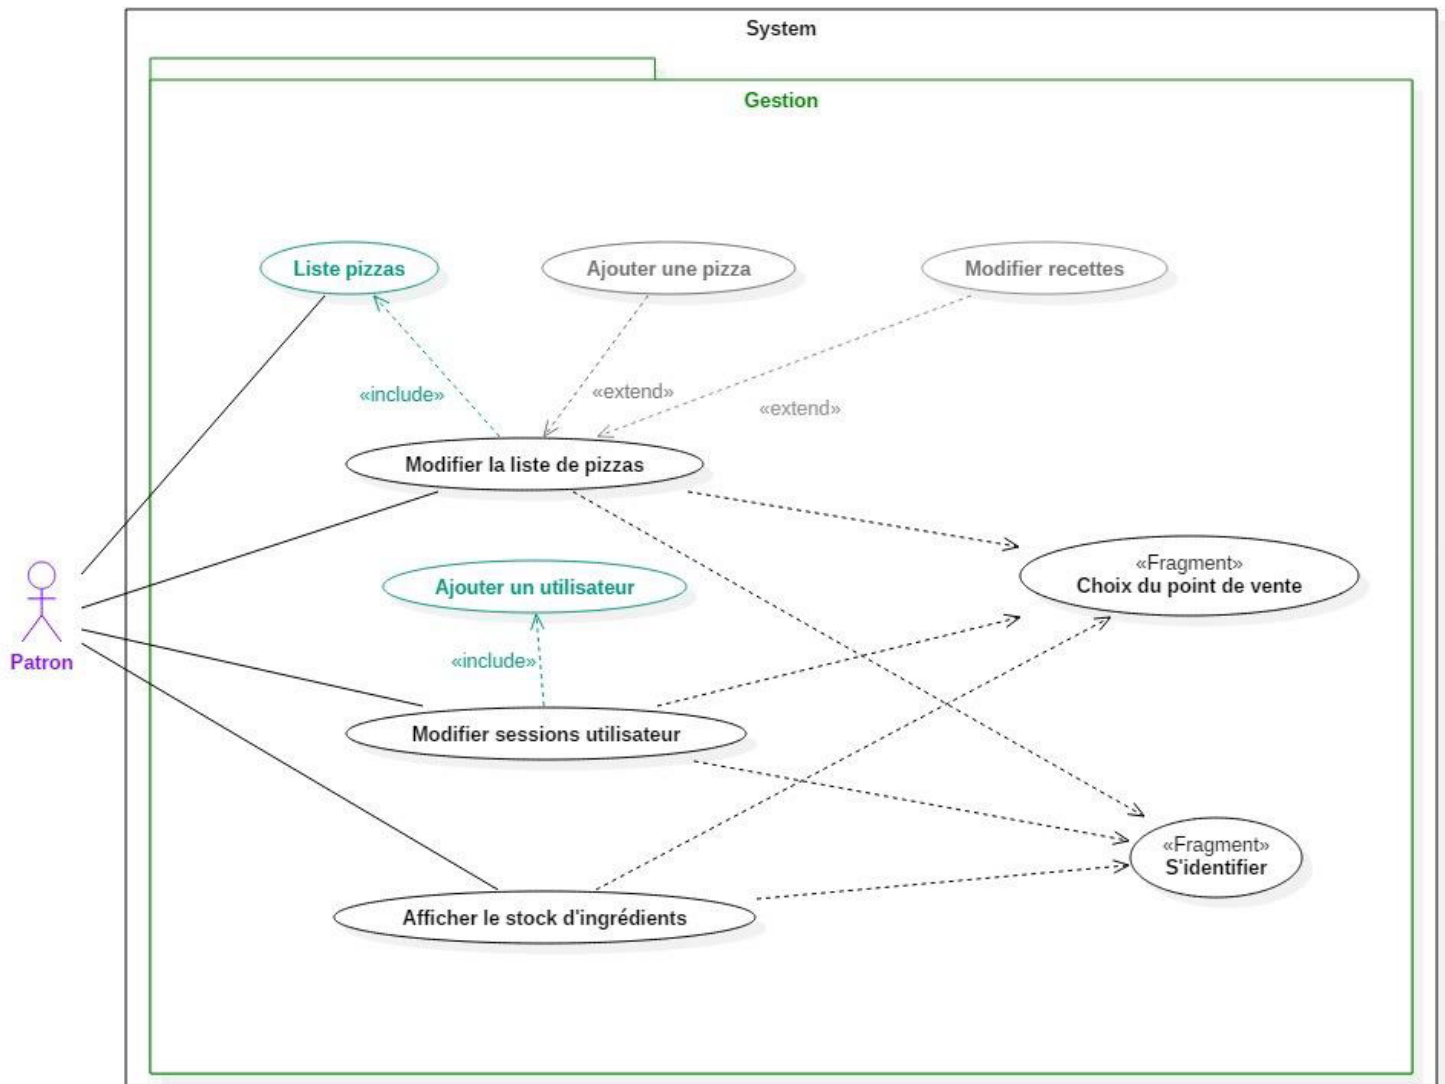 System
Gestion
Liste pizzas
Ajouter une pizza
Modifier recettes
«include»
«extend»
«extend»
Modifier la liste de pizzas
«Fragment»
Choix du point de vente
Ajouter un utilisateur
«include»
Patron
Modifier sessions utilisateur
«Fragment»
S'identifier
Afficher le stock d'ingrédients